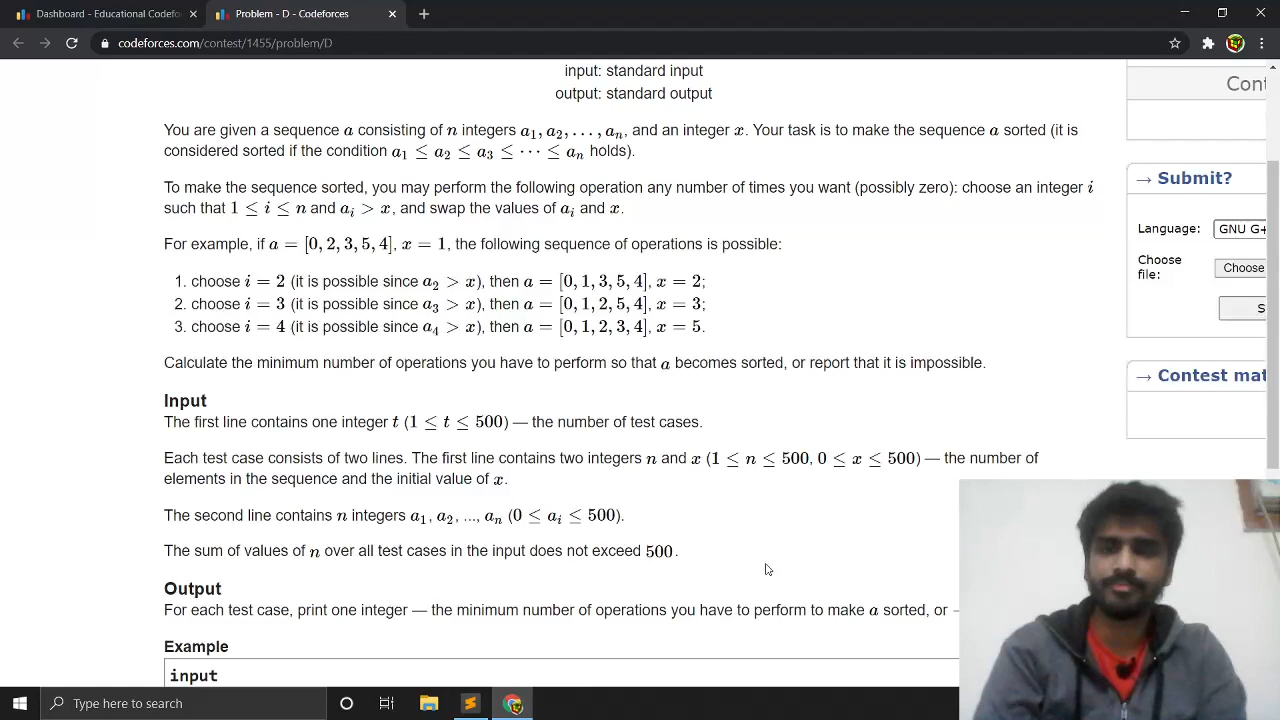 Dashboard - Educational Codefor
Problem - D - Codeforces
codeforces.com/contest/1455/problem/D
input: standard input
output: standard output
You are given a sequence a consisting of n integers a₁, a₂, . . . , aₙ, and an integer x. Your task is to make the sequence a sorted (it is
considered sorted if the condition a₁ ≤ a₂ ≤ a₃ ≤ ⋯ ≤ aₙ holds).
To make the sequence sorted, you may perform the following operation any number of times you want (possibly zero): choose an integer i
such that 1 ≤ i ≤ n and aᵢ > x, and swap the values of aᵢ and x.
For example, if a = [0, 2, 3, 5, 4], x = 1, the following sequence of operations is possible:
1. choose i = 2 (it is possible since a₂ > x), then a = [0, 1, 3, 5, 4], x = 2;
2. choose i = 3 (it is possible since a₃ > x), then a = [0, 1, 2, 5, 4], x = 3;
3. choose i = 4 (it is possible since a₄ > x), then a = [0, 1, 2, 3, 4], x = 5.
Calculate the minimum number of operations you have to perform so that a becomes sorted, or report that it is impossible.
Input
The first line contains one integer t (1 ≤ t ≤ 500) — the number of test cases.
Each test case consists of two lines. The first line contains two integers n and x (1 ≤ n ≤ 500, 0 ≤ x ≤ 500) — the number of
elements in the sequence and the initial value of x.
The second line contains n integers a₁, a₂, ..., aₙ (0 ≤ aᵢ ≤ 500).
The sum of values of n over all test cases in the input does not exceed 500.
Output
For each test case, print one integer — the minimum number of operations you have to perform to make a sorted, or −
Example
input
Cont
→ Submit?
Language:
GNU G+
Choose
file:
Choose
S
→ Contest mat
Type here to search